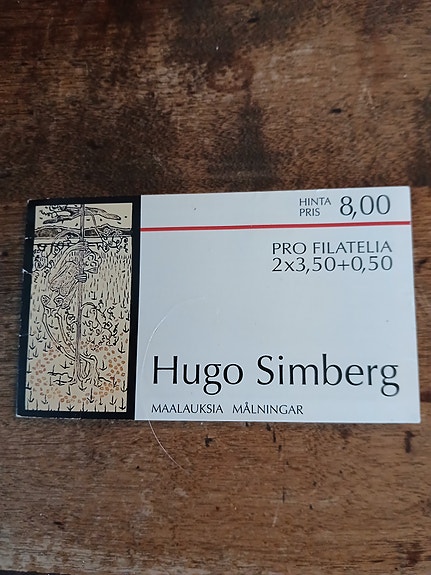 HINTA
PRIS 8,00
PRO FILATELIA
2x3,50+0,50
Hugo Simberg
MAALAUKSIA MÅLNINGAR